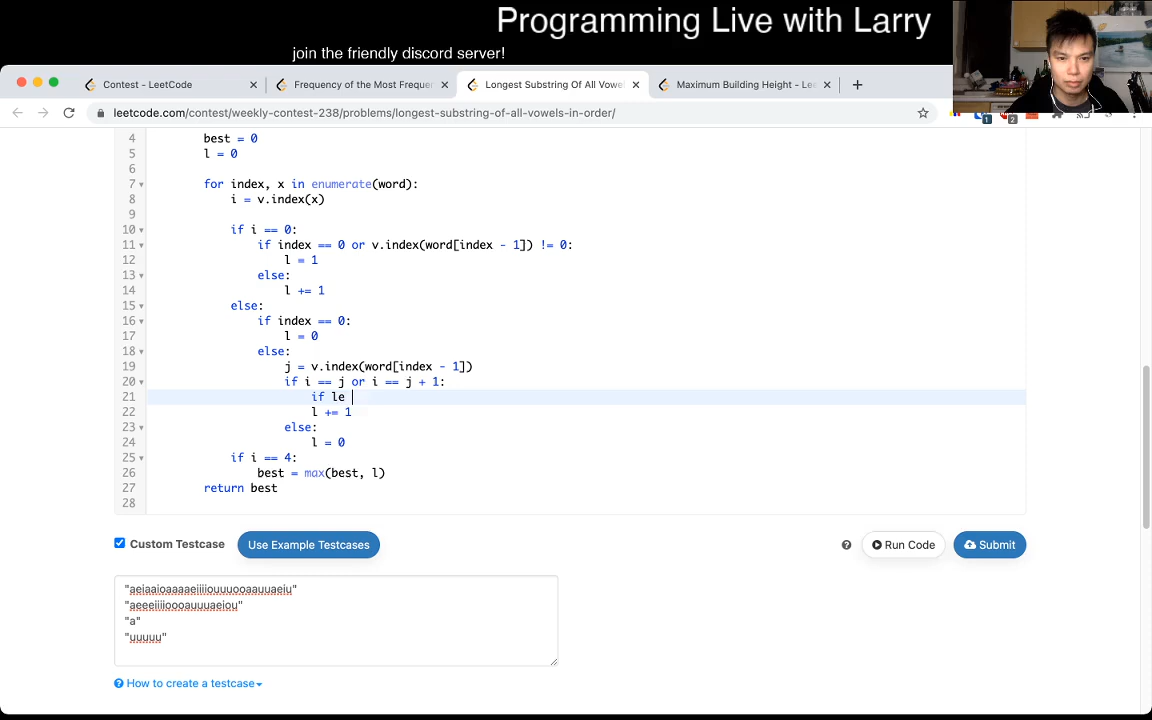 Programming Live with Larry
join the friendly discord server!
Contest - LeetCode
Frequency of the Most Frequen
Longest Substring Of All Vowel
Maximum Building Height - Lee
leetcode.com/contest/weekly-contest-238/problems/longest-substring-of-all-vowels-in-order/
4 best = 0
5 l = 0
6
7 for index, x in enumerate(word):
8 i = v.index(x)
9
10 if i == 0:
11 if index == 0 or v.index(word[index - 1]) != 0:
12 l = 1
13 else:
14 l += 1
15 else:
16 if index == 0:
17 l = 0
18 else:
19 j = v.index(word[index - 1])
20 if i == j or i == j + 1:
21 if le
22 l += 1
23 else:
24 l = 0
25 if i == 4:
26 best = max(best, l)
27 return best
28
Custom Testcase
Use Example Testcases
Run Code
Submit
"aeiaaioaaaaeiiiiouuuooaauuaeiu"
"aeeeiiiioooauuuaeiou"
"a"
"uuuuu"
How to create a testcase